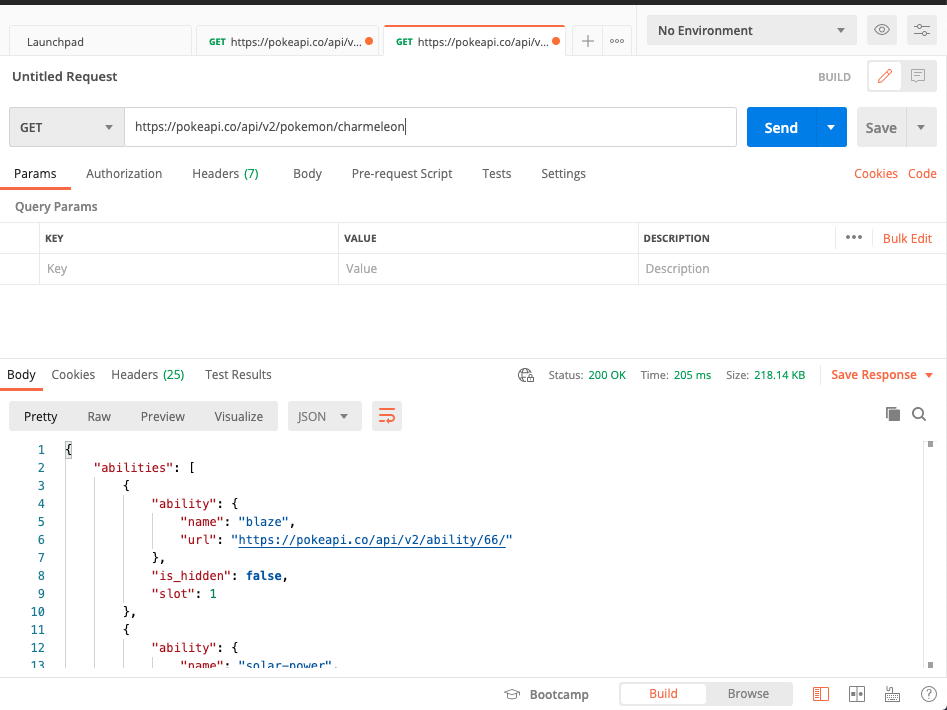 Launchpad
GET https://pokeapi.co/api/v...
GET https://pokeapi.co/api/v...
No Environment
Untitled Request
BUILD
GET
https://pokeapi.co/api/v2/pokemon/charmeleon
Send
Save
Params Authorization Headers (7) Body Pre-request Script Tests Settings Cookies Code
Query Params
KEY VALUE DESCRIPTION ••• Bulk Edit
Key Value Description
Body Cookies Headers (25) Test Results Status: 200 OK Time: 205 ms Size: 218.14 KB Save Response
Pretty Raw Preview Visualize JSON
1 {
2 "abilities": [
3 {
4 "ability": {
5 "name": "blaze",
6 "url": "https://pokeapi.co/api/v2/ability/66/"
7 },
8 "is_hidden": false,
9 "slot": 1
10 },
11 {
12 "ability": {
13 "name": "solar-power",
Bootcamp Build Browse